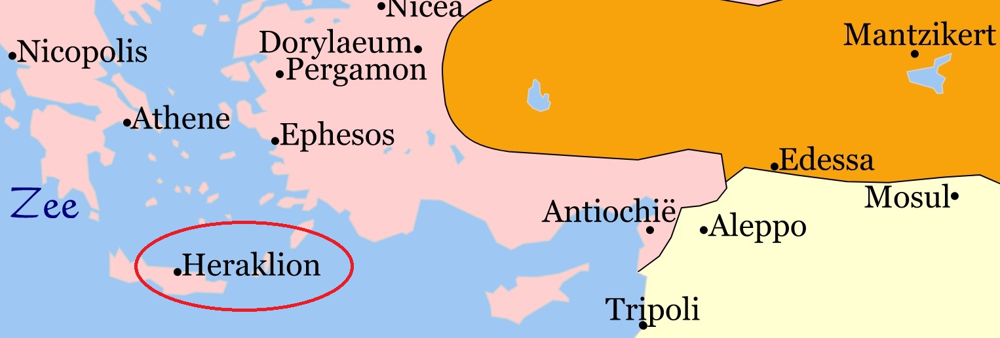 Nicea
Nicopolis
Dorylaeum
Pergamon
Mantzikert
Athene
Ephesos
Edessa
Zee
Mosul
Antiochië
Aleppo
Heraklion
Tripoli